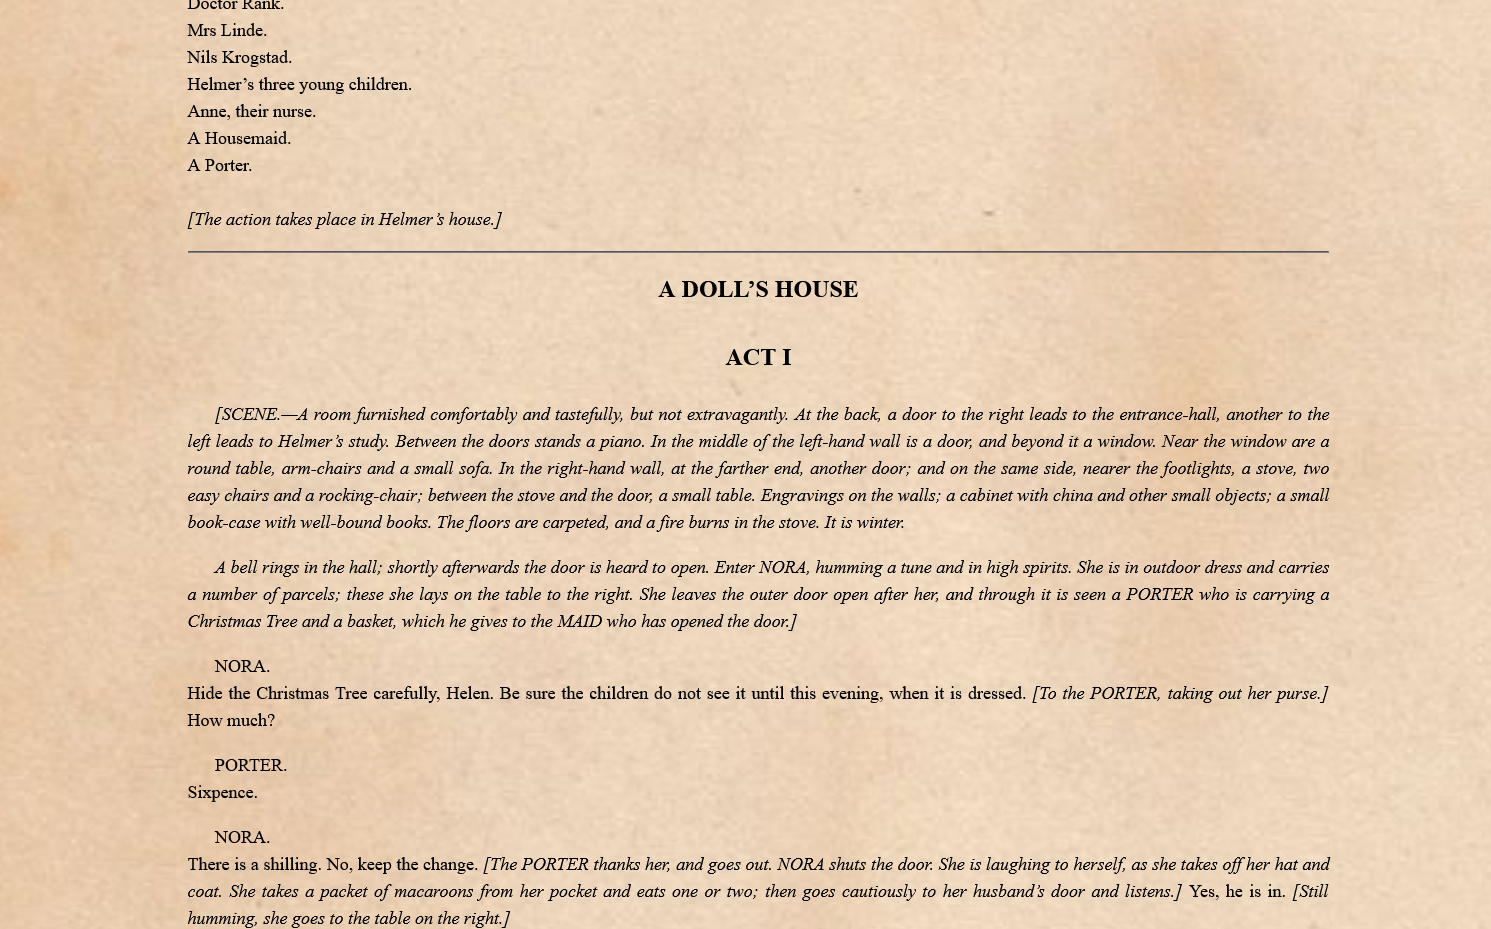 Doctor Rank.
Mrs Linde.
Nils Krogstad.
Helmer’s three young children.
Anne, their nurse.
A Housemaid.
A Porter.
[The action takes place in Helmer’s house.]
A DOLL’S HOUSE
ACT I
[SCENE.—A room furnished comfortably and tastefully, but not extravagantly. At the back, a door to the right leads to the entrance-hall, another to the
left leads to Helmer’s study. Between the doors stands a piano. In the middle of the left-hand wall is a door, and beyond it a window. Near the window are a
round table, arm-chairs and a small sofa. In the right-hand wall, at the farther end, another door; and on the same side, nearer the footlights, a stove, two
easy chairs and a rocking-chair; between the stove and the door, a small table. Engravings on the walls; a cabinet with china and other small objects; a small
book-case with well-bound books. The floors are carpeted, and a fire burns in the stove. It is winter.
A bell rings in the hall; shortly afterwards the door is heard to open. Enter NORA, humming a tune and in high spirits. She is in outdoor dress and carries
a number of parcels; these she lays on the table to the right. She leaves the outer door open after her, and through it is seen a PORTER who is carrying a
Christmas Tree and a basket, which he gives to the MAID who has opened the door.]
NORA.
Hide the Christmas Tree carefully, Helen. Be sure the children do not see it until this evening, when it is dressed. [To the PORTER, taking out her purse.]
How much?
PORTER.
Sixpence.
NORA.
There is a shilling. No, keep the change. [The PORTER thanks her, and goes out. NORA shuts the door. She is laughing to herself, as she takes off her hat and
coat. She takes a packet of macaroons from her pocket and eats one or two; then goes cautiously to her husband’s door and listens.] Yes, he is in. [Still
humming, she goes to the table on the right.]